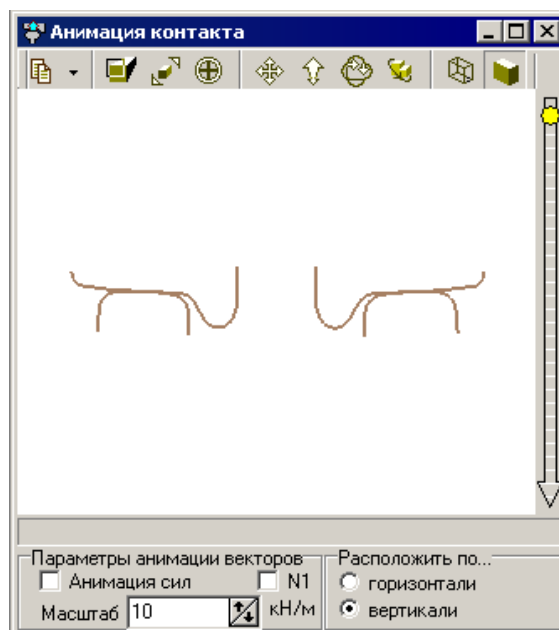 Анимация контакта
Параметры анимации векторов
Анимация сил N1
Масштаб 10 кН/м
Расположить по...
горизонтали
вертикали